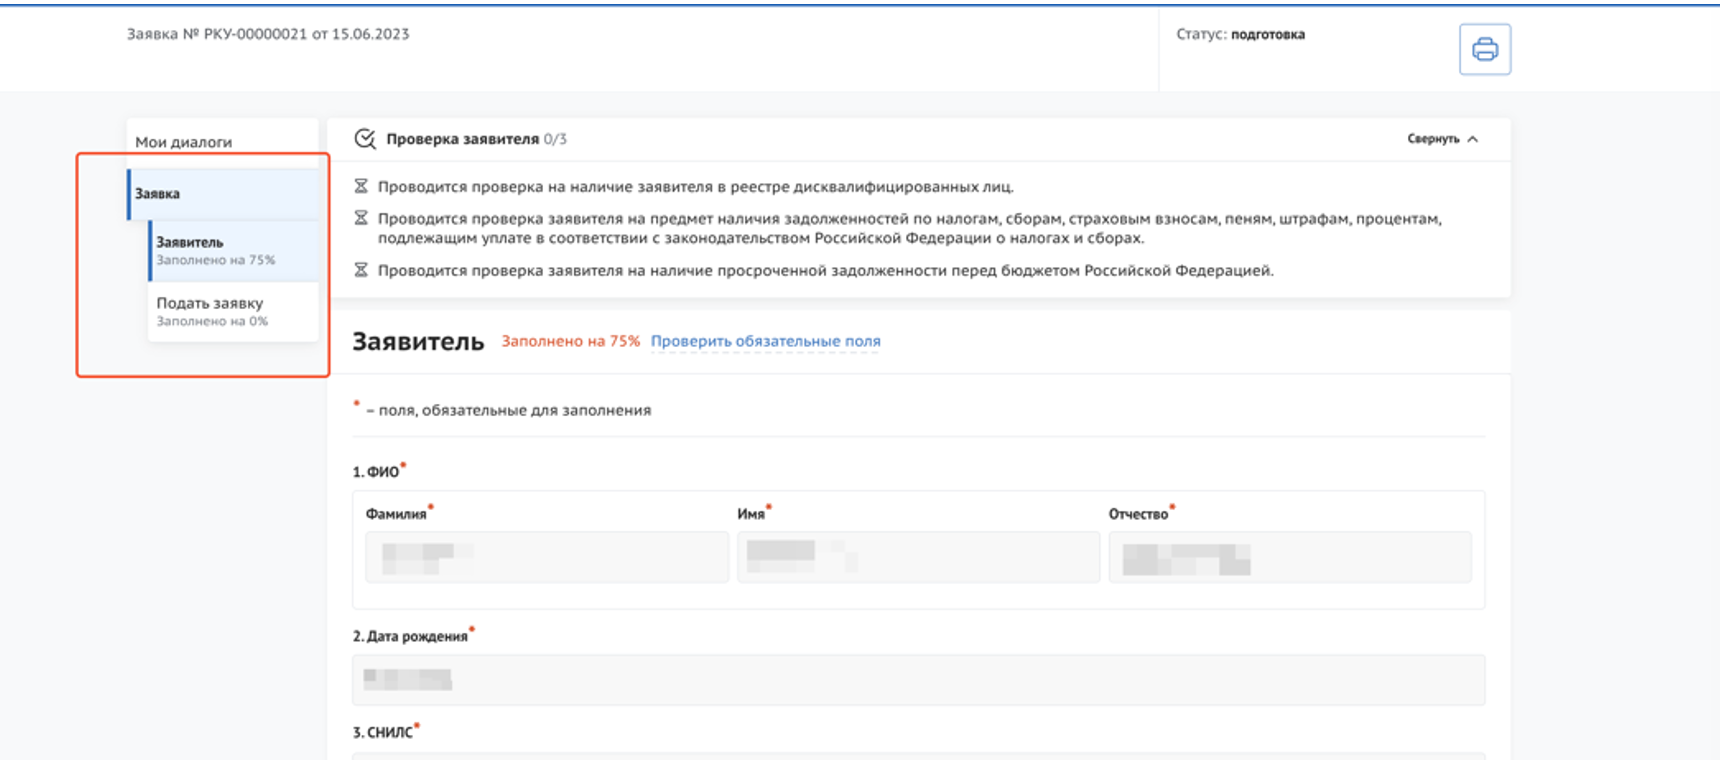 Заявка № РКУ-00000021 от 15.06.2023
Статус: подготовка
Мои диалоги
Заявка
Заявитель
Заполнено на 75%
Подать заявку
Заполнено на 0%
Проверка заявителя 0/3
Свернуть
Проводится проверка на наличие заявителя в реестре дисквалифицированных лиц.
Проводится проверка заявителя на предмет наличия задолженностей по налогам, сборам, страховым взносам, пеням, штрафам, процентам,
подлежащим уплате в соответствии с законодательством Российской Федерации о налогах и сборах.
Проводится проверка заявителя на наличие просроченной задолженности перед бюджетом Российской Федерацией.
Заявитель Заполнено на 75% Проверить обязательные поля
* – поля, обязательные для заполнения
1. ФИО*
Фамилия* Имя* Отчество*
2. Дата рождения*
3. СНИЛС*